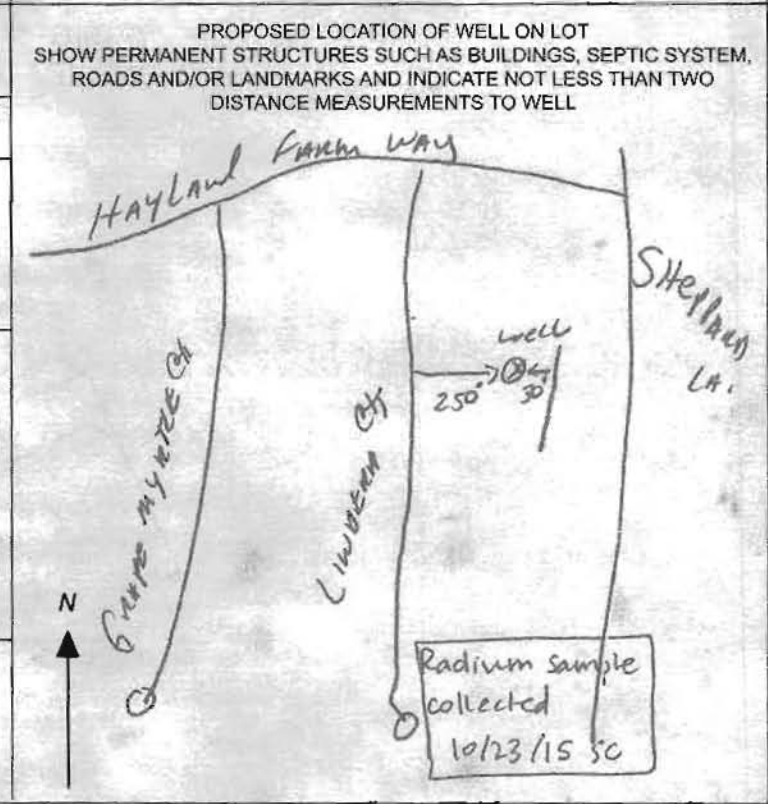 PROPOSED LOCATION OF WELL ON LOT
SHOW PERMANENT STRUCTURES SUCH AS BUILDINGS, SEPTIC SYSTEM,
ROADS AND/OR LANDMARKS AND INDICATE NOT LESS THAN TWO
DISTANCE MEASUREMENTS TO WELL
HAYLAND FARM WAY
SHEPPARD
LA.
well
250'
30'
GRAPE MYRTLE Ct
LINDERA Ct
N
Radium sample
collected
10/23/15 SC